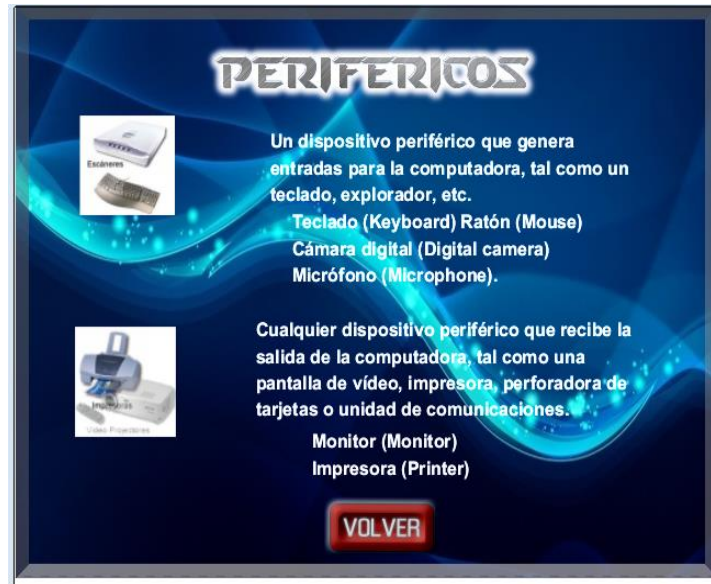 PERIFERICOS
Escáneres
Un dispositivo periférico que genera
entradas para la computadora, tal como un
teclado, explorador, etc.
Teclado (Keyboard) Ratón (Mouse)
Cámara digital (Digital camera)
Micrófono (Microphone).
Impresoras
Video Proyectores
Cualquier dispositivo periférico que recibe la
salida de la computadora, tal como una
pantalla de vídeo, impresora, perforadora de
tarjetas o unidad de comunicaciones.
Monitor (Monitor)
Impresora (Printer)
VOLVER